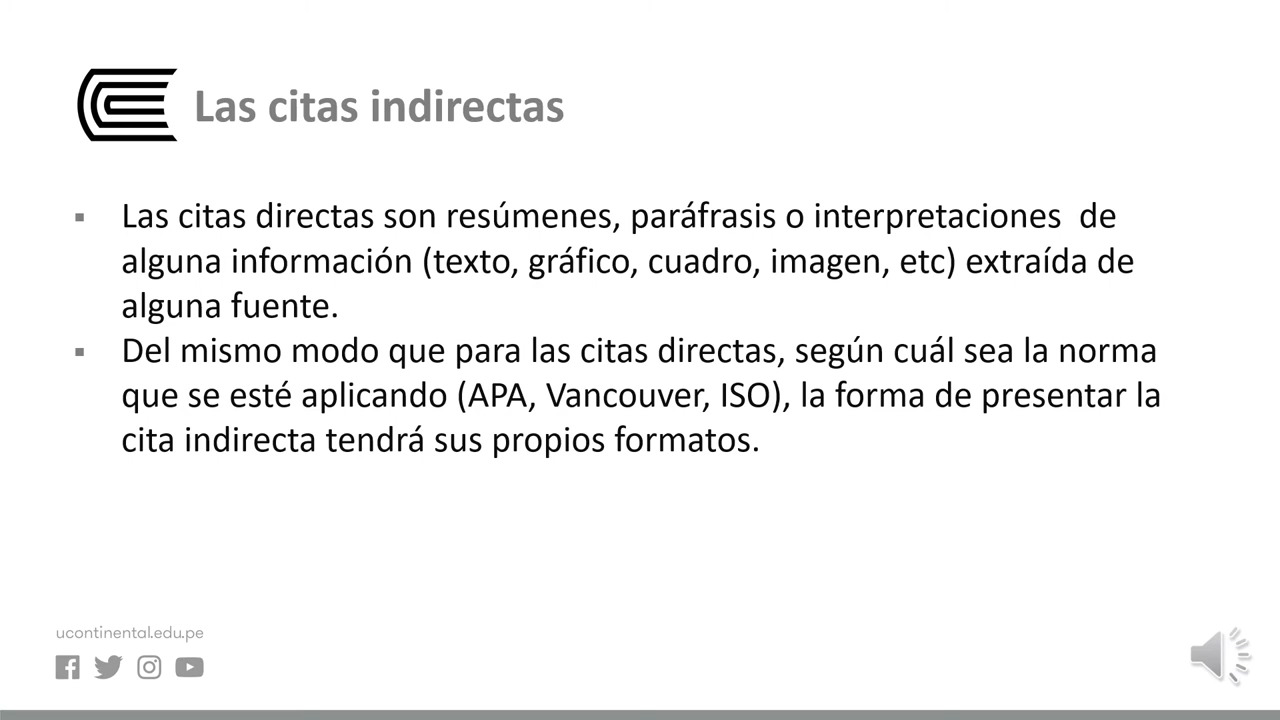 Las citas indirectas
▪ Las citas directas son resúmenes, paráfrasis o interpretaciones  de
alguna información (texto, gráfico, cuadro, imagen, etc) extraída de
alguna fuente.
▪ Del mismo modo que para las citas directas, según cuál sea la norma
que se esté aplicando (APA, Vancouver, ISO), la forma de presentar la
cita indirecta tendrá sus propios formatos.
ucontinental.edu.pe